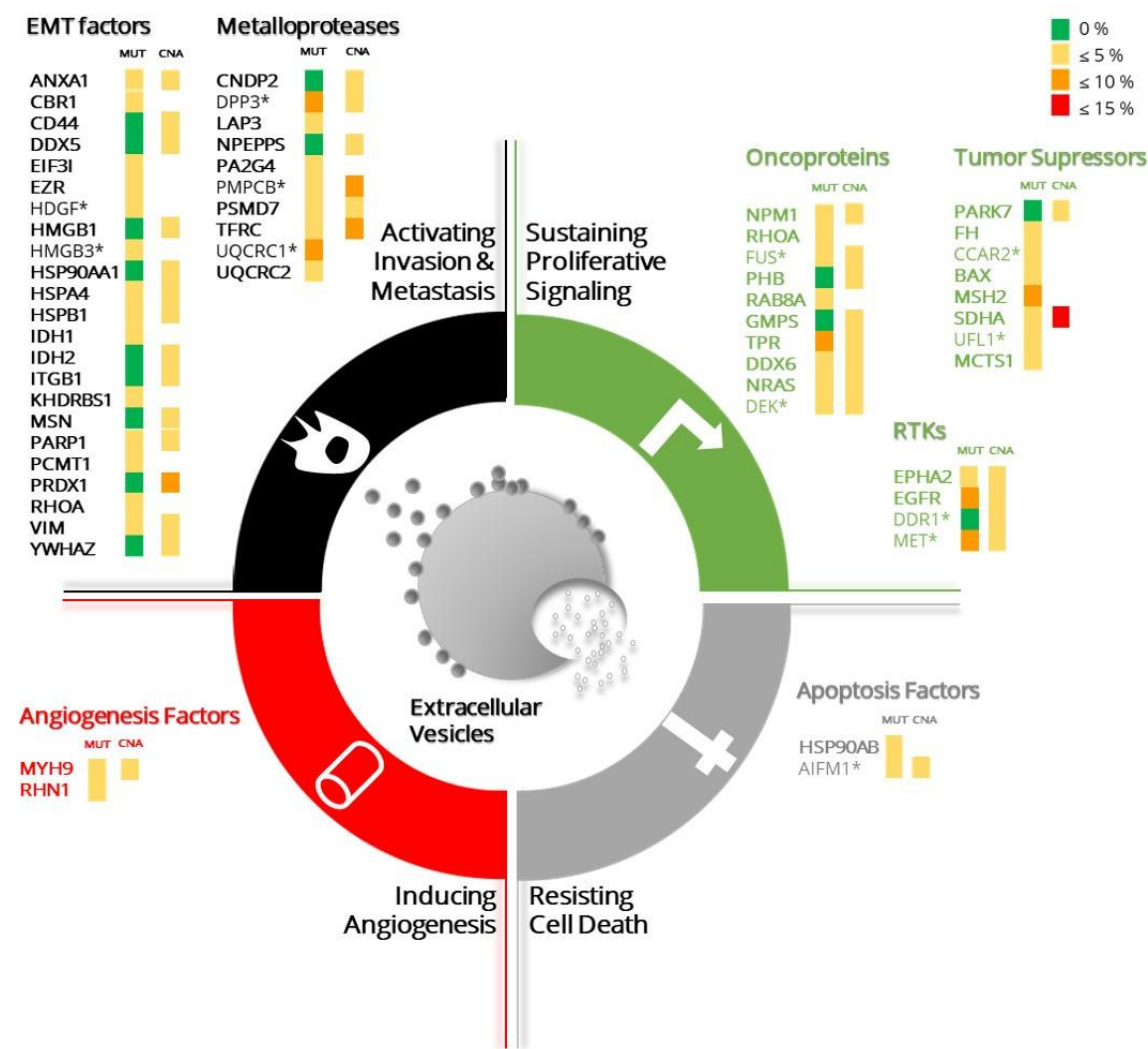 EMT factors
MUT CNA
ANXA1
CBR1
CD44
DDX5
EIF3I
EZR
HDGF*
HMGB1
HMGB3*
HSP90AA1
HSPA4
HSPB1
IDH1
IDH2
ITGB1
KHDRBS1
MSN
PARP1
PCMT1
PRDX1
RHOA
VIM
YWHAZ
Metalloproteases
MUT CNA
CNDP2
DPP3*
LAP3
NPEPPS
PA2G4
PMPCB*
PSMD7
TFRC
UQCRC1*
UQCRC2
0 %
≤ 5 %
≤ 10 %
≤ 15 %
Oncoproteins
MUT CNA
NPM1
RHOA
FUS*
PHB
RAB8A
GMPS
TPR
DDX6
NRAS
DEK*
Tumor Supressors
MUT CNA
PARK7
FH
CCAR2*
BAX
MSH2
SDHA
UFL1*
MCTS1
RTKs
MUT CNA
EPHA2
EGFR
DDR1*
MET*
Activating
Invasion &
Metastasis
Sustaining
Proliferative
Signaling
Extracellular
Vesicles
Angiogenesis Factors
MUT CNA
MYH9
RHN1
Apoptosis Factors
MUT CNA
HSP90AB
AIFM1*
Inducing
Angiogenesis
Resisting
Cell Death